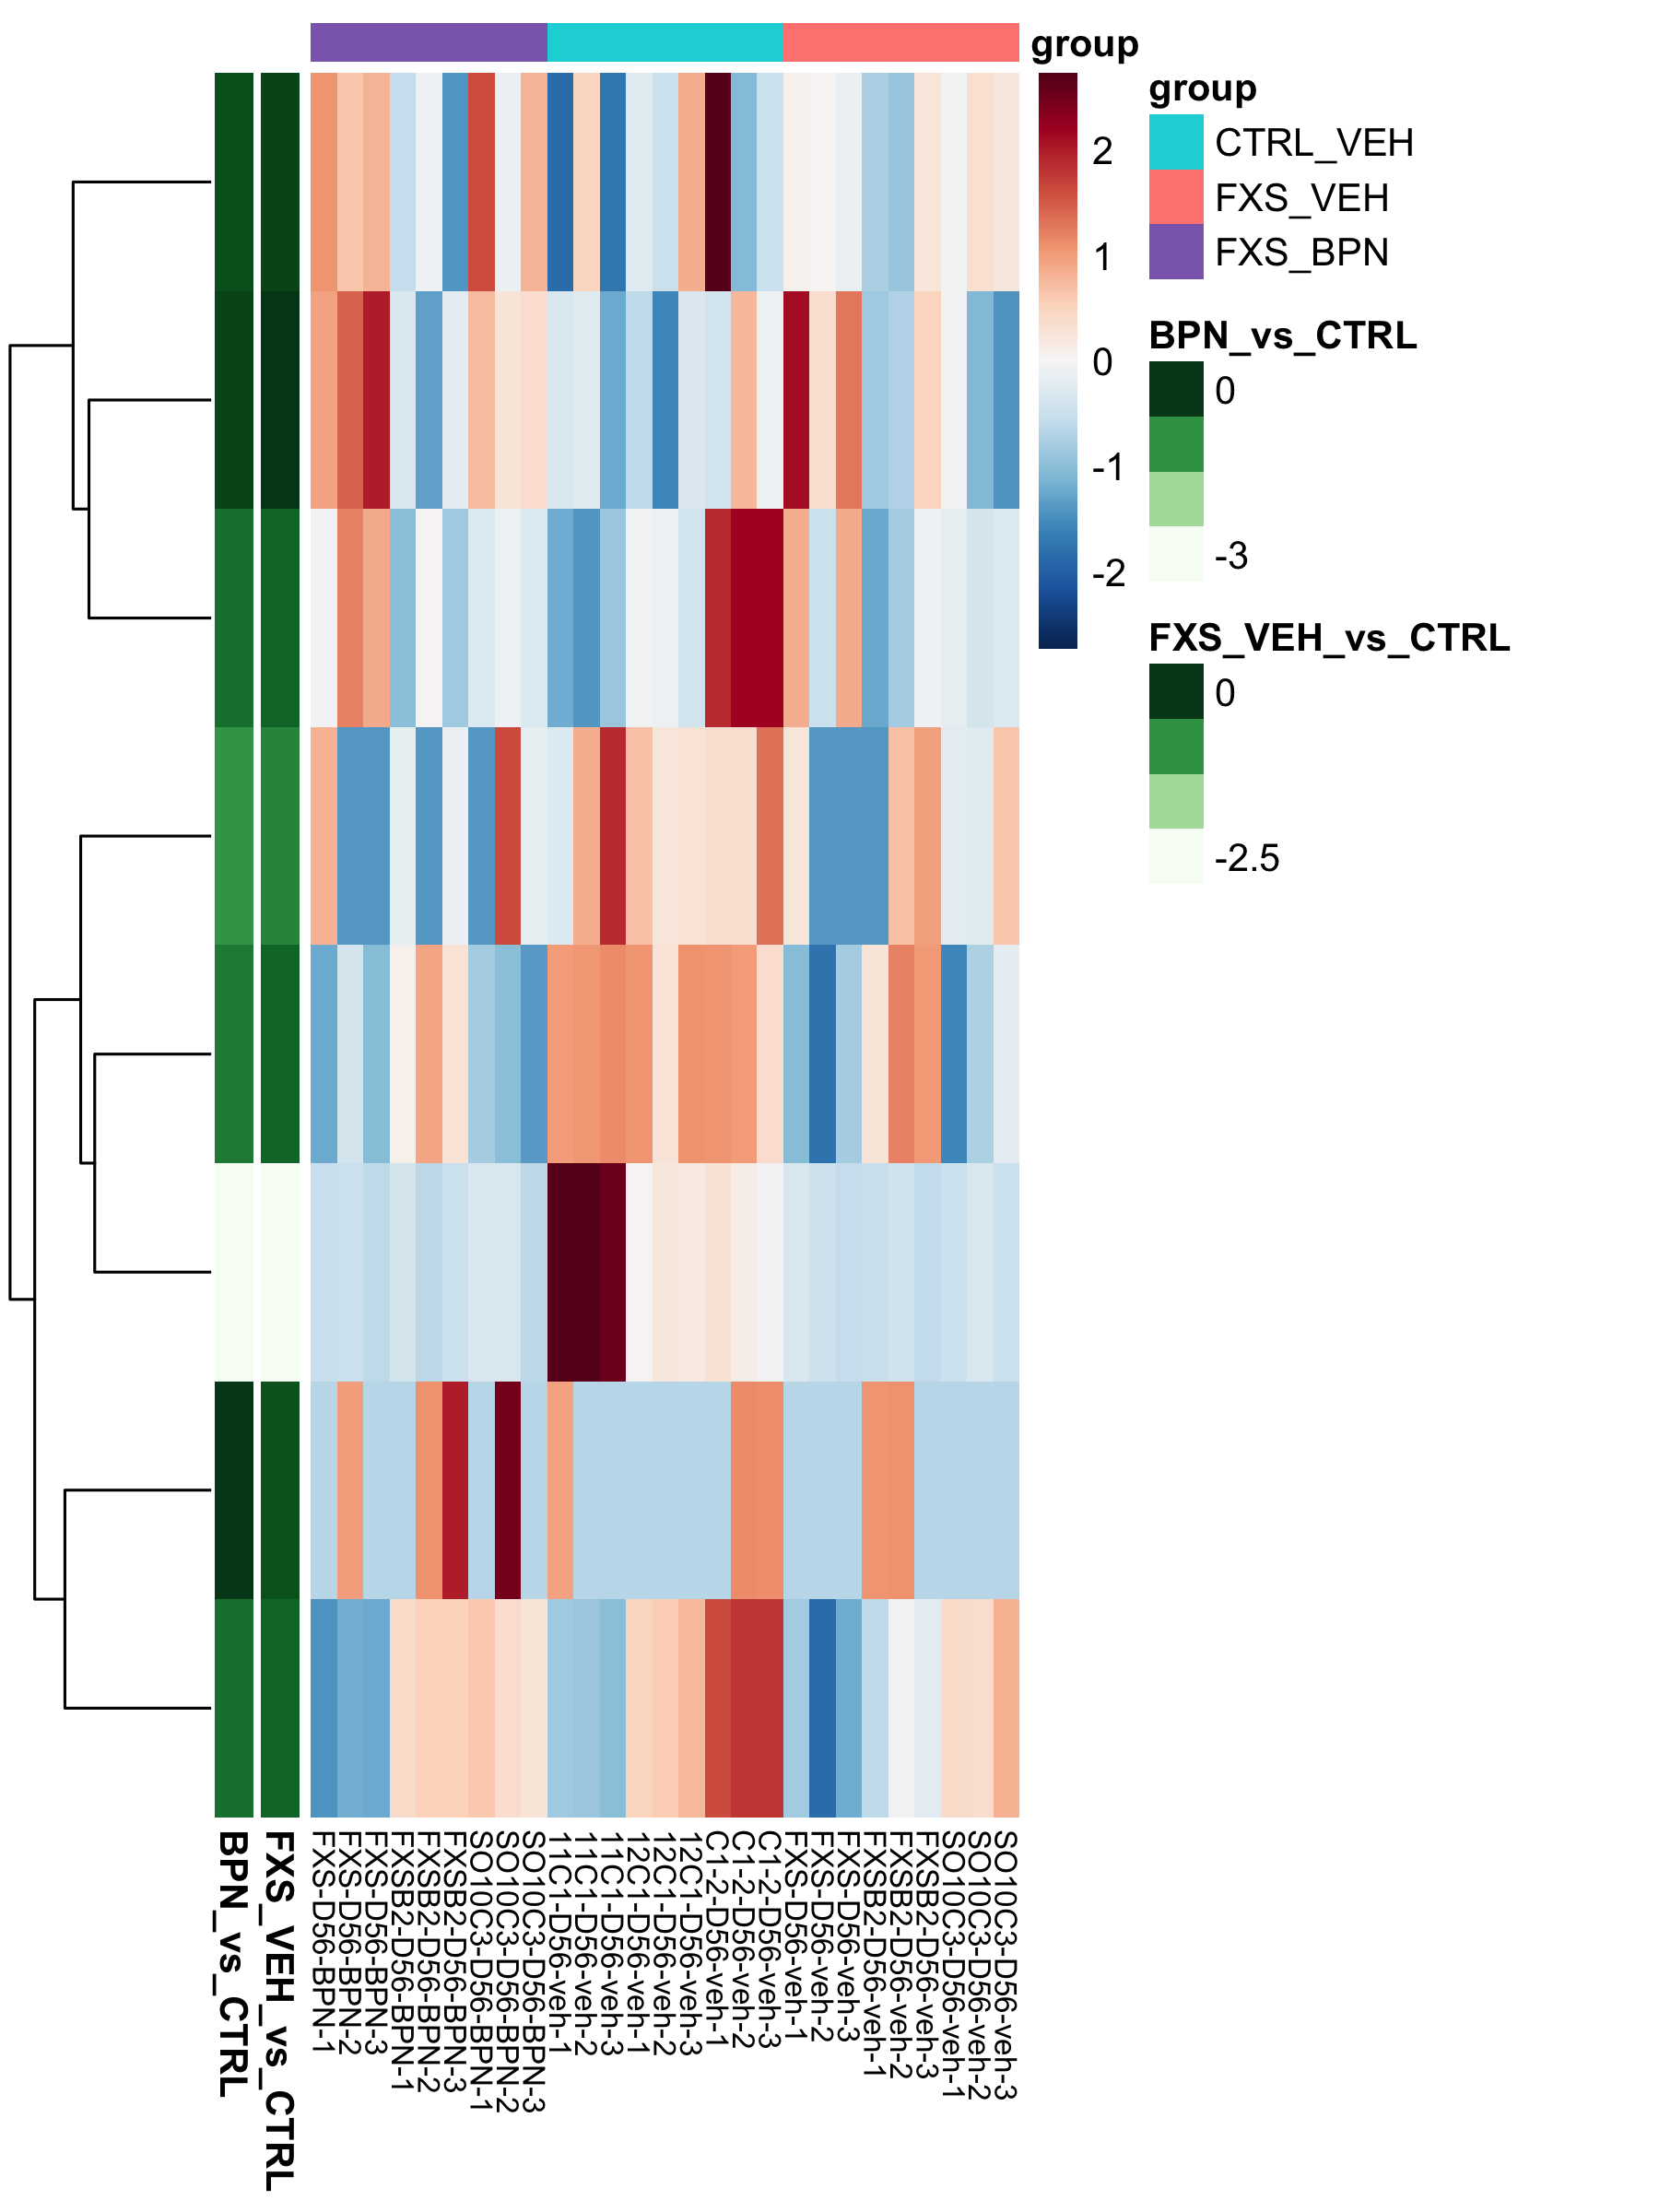 group
2
1
0
-1
-2
group
CTRL_VEH
FXS_VEH
FXS_BPN
BPN_vs_CTRL
0
-3
FXS_VEH_vs_CTRL
0
-2.5
BPN_vs_CTRL
FXS_VEH_vs_CTRL
FXS-D56-BPN-1
FXS-D56-BPN-2
FXS-D56-BPN-3
FXSB2-D56-BPN-1
FXSB2-D56-BPN-2
FXSB2-D56-BPN-3
SO10C3-D56-BPN-1
SO10C3-D56-BPN-2
SO10C3-D56-BPN-3
11C1-D56-veh-1
11C1-D56-veh-2
11C1-D56-veh-3
12C1-D56-veh-1
12C1-D56-veh-2
12C1-D56-veh-3
C1-2-D56-veh-1
C1-2-D56-veh-2
C1-2-D56-veh-3
FXS-D56-veh-1
FXS-D56-veh-2
FXS-D56-veh-3
FXSB2-D56-veh-1
FXSB2-D56-veh-2
FXSB2-D56-veh-3
SO10C3-D56-veh-1
SO10C3-D56-veh-2
SO10C3-D56-veh-3